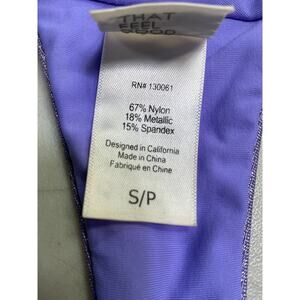 THAT
FEEL
GOOD
RN# 130061
67% Nylon
18% Metallic
15% Spandex
Designed in California
Made in China
Fabriqué en Chine
S/P